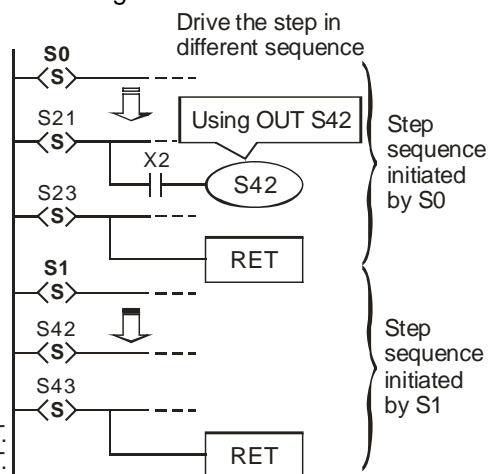 Drive the step in
different sequence
S0
S
S21
S
Using OUT S42
X2
S42
S23
S
RET
Step
sequence
initiated
by S0
S1
S
S42
S
S43
S
RET
Step
sequence
initiated
by S1